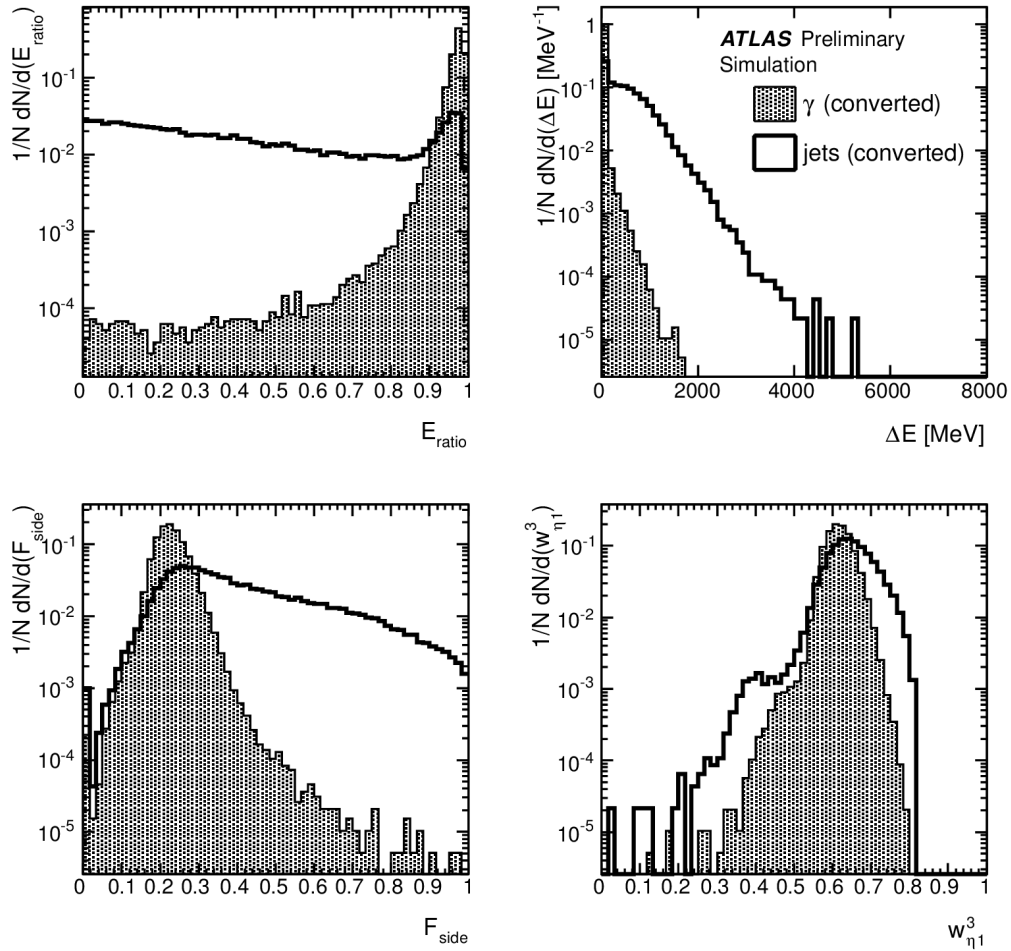 1/N dN/d(E_ratio)
10⁻¹
10⁻²
10⁻³
10⁻⁴
0 0.1 0.2 0.3 0.4 0.5 0.6 0.7 0.8 0.9 1
E_ratio
1/N dN/d(ΔE) [MeV⁻¹]
1
10⁻¹
10⁻²
10⁻³
10⁻⁴
10⁻⁵
ATLAS Preliminary
Simulation
γ (converted)
jets (converted)
0 2000 4000 6000 8000
ΔE [MeV]
1/N dN/d(F_side)
10⁻¹
10⁻²
10⁻³
10⁻⁴
10⁻⁵
0 0.1 0.2 0.3 0.4 0.5 0.6 0.7 0.8 0.9 1
F_side
1/N dN/d(w³_η1)
10⁻¹
10⁻²
10⁻³
10⁻⁴
10⁻⁵
0 0.1 0.2 0.3 0.4 0.5 0.6 0.7 0.8 0.9 1
w³_η1